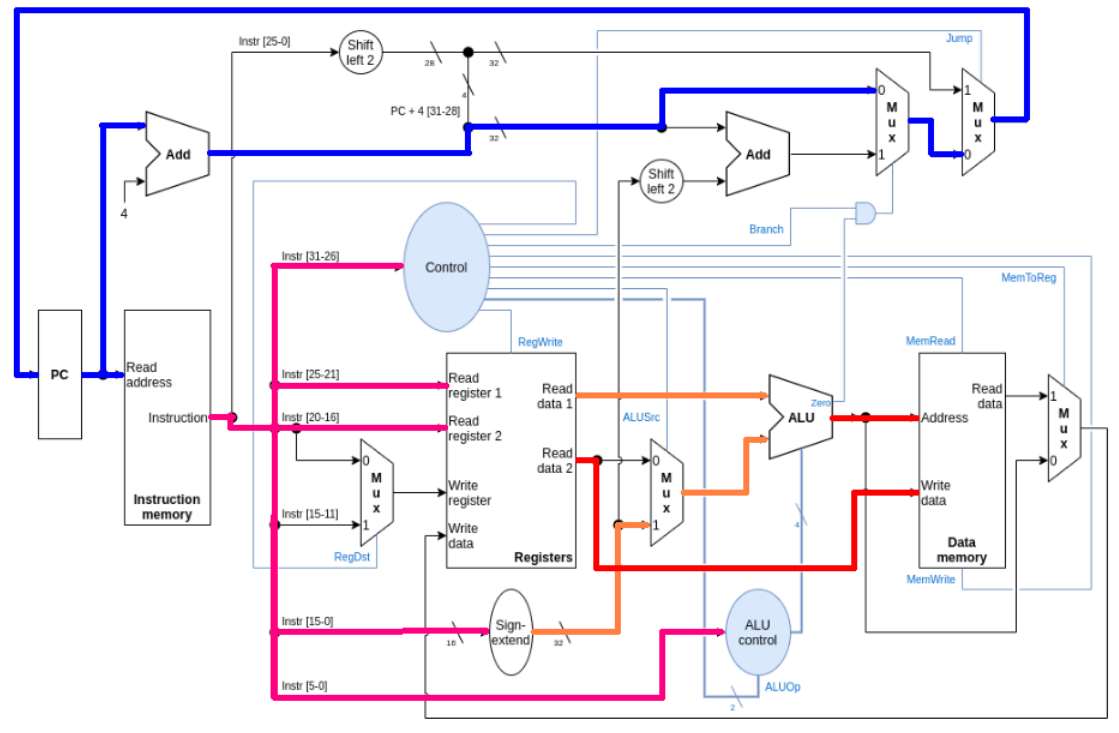 Jump
Instr [25-0]
Shift
left 2
28
32
4
PC + 4 [31-28]
32
0
M
u
x
1
1
M
u
x
0
Add
4
Add
Shift
left 2
Branch
Instr [31-26]
Control
MemToReg
RegWrite
MemRead
PC
Read
address
Instruction
Instruction
memory
Instr [25-21]
Read
register 1
Instr [20-16]
Read
register 2
Read
data 1
Read
data 2
Write
register
Write
data
Registers
0
M
u
x
1
Instr [15-11]
RegDst
ALUSrc
0
M
u
x
1
Zero
ALU
4
Address
Read
data
Write
data
Data
memory
MemWrite
1
M
u
x
0
Instr [15-0]
16
Sign-
extend
32
ALU
control
Instr [5-0]
ALUOp
2